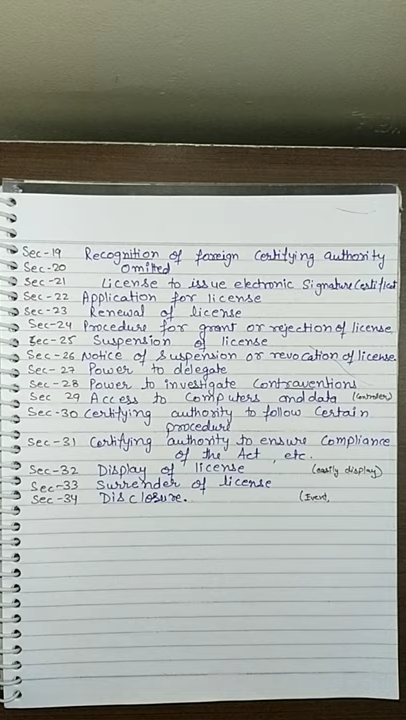 Sec-19 Recognition of foreign Certifying authority
Sec-20 Omitted
Sec-21 License to issue electronic Signature Certificat
Sec-22 Application for license
Sec-23 Renewal of license
Sec-24 Procedure for grant or rejection of license
Sec-25 Suspension of license
Sec-26 Notice of Suspension or revocation of license.
Sec-27 Power to delegate
Sec-28 Power to investigate Contraventions
Sec 29 Access to Computers and data (Controller)
Sec-30 Certifying authority to follow Certain
procedure
Sec-31 Certifying authority to ensure Compliance
of the Act, etc.
Sec-32 Display of license (easily display)
Sec-33 Surrender of license
Sec-34 Disclosure. (Event,